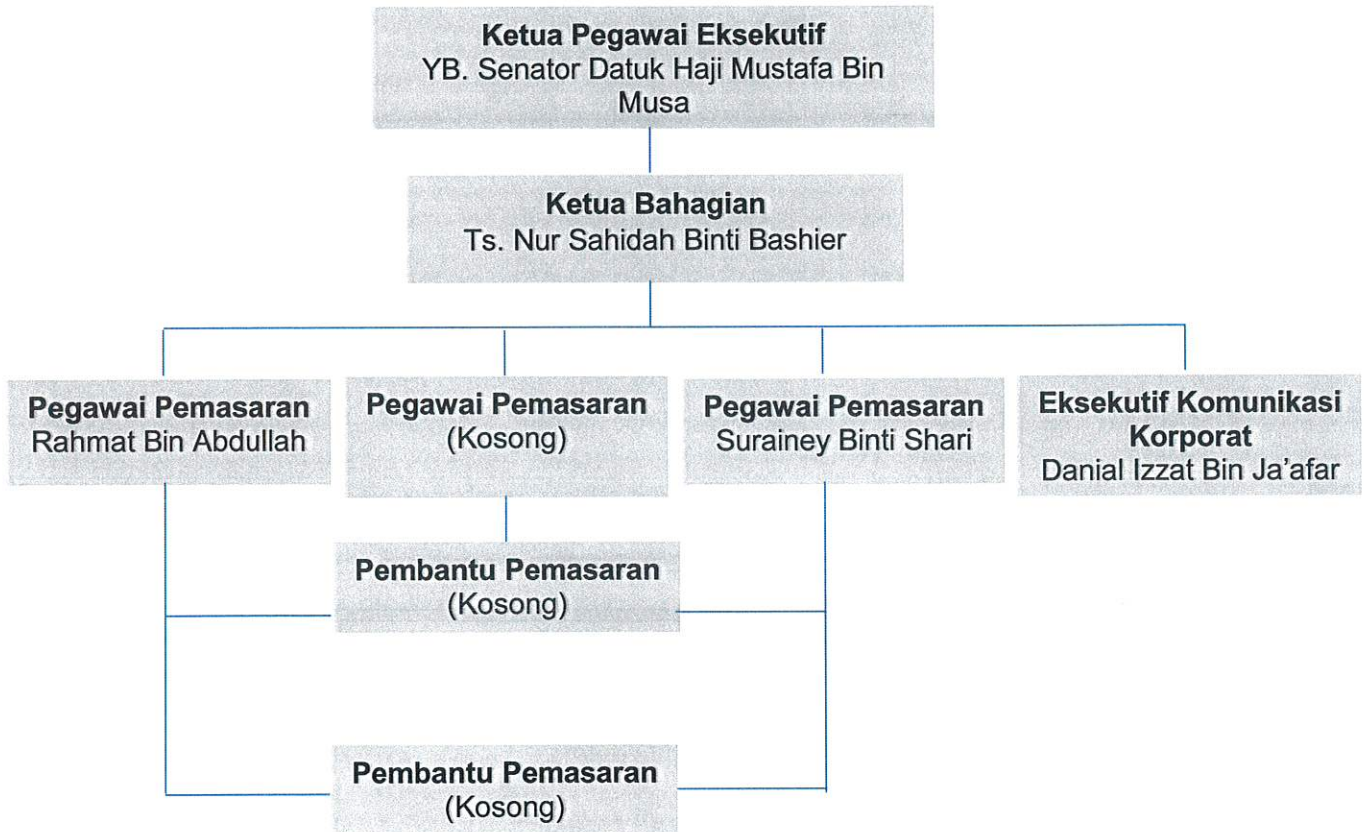 Ketua Pegawai Eksekutif
YB. Senator Datuk Haji Mustafa Bin
Musa
Ketua Bahagian
Ts. Nur Sahidah Binti Bashier
Pegawai Pemasaran
Rahmat Bin Abdullah
Pegawai Pemasaran
(Kosong)
Pegawai Pemasaran
Surainey Binti Shari
Eksekutif Komunikasi
Korporat
Danial Izzat Bin Ja’afar
Pembantu Pemasaran
(Kosong)
Pembantu Pemasaran
(Kosong)